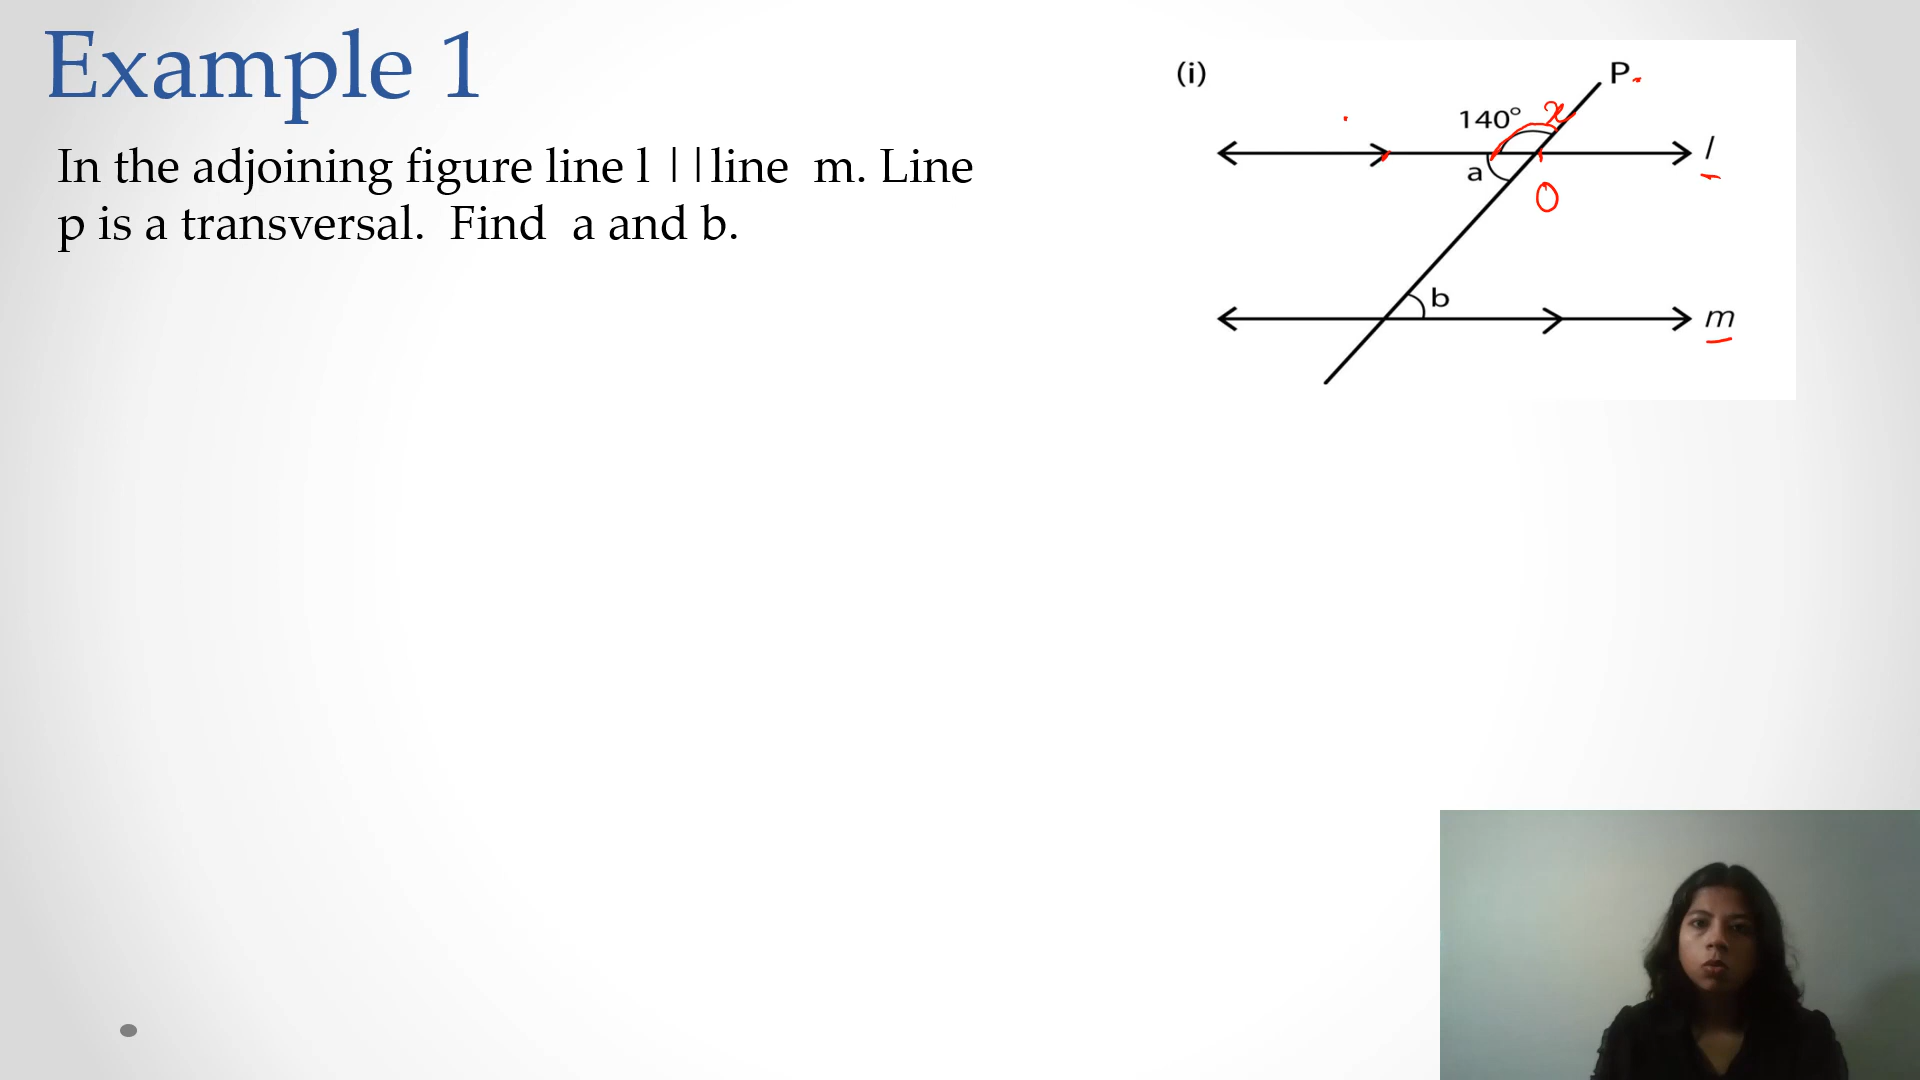 Example 1
In the adjoining figure line l ||line m. Line
p is a transversal. Find a and b.
(i)
P
140° x
l
a
O
b
m